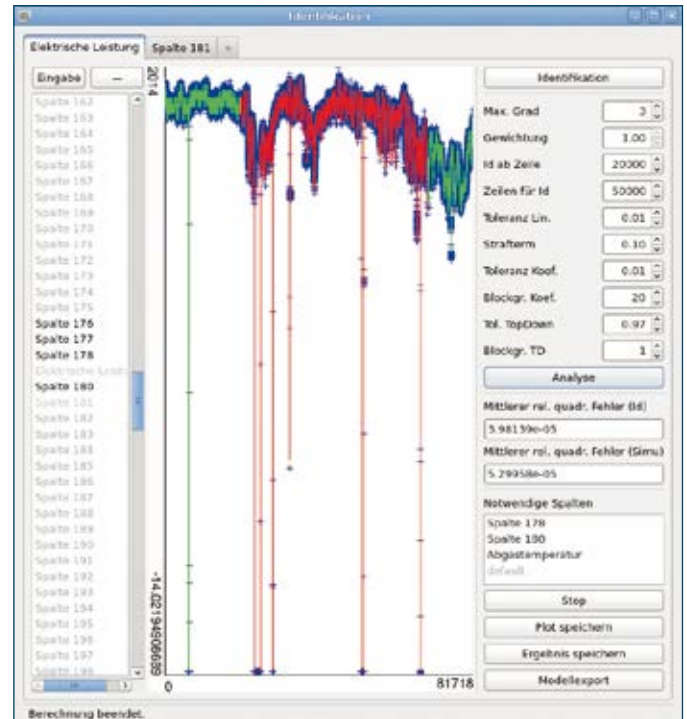 Identifikation
Elektrische Leistung
Spalte 181
+
Eingabe
—
Spalte 162
Spalte 163
Spalte 164
Spalte 165
Spalte 166
Spalte 167
Spalte 168
Spalte 169
Spalte 170
Spalte 171
Spalte 172
Spalte 173
Spalte 174
Spalte 175
Spalte 176
Spalte 177
Spalte 178
Elektrische Leist
Spalte 180
Spalte 181
Spalte 182
Spalte 183
Spalte 184
Spalte 185
Spalte 186
Spalte 187
Spalte 188
Spalte 189
Spalte 190
Spalte 191
Spalte 192
Spalte 193
Spalte 194
Spalte 195
Spalte 196
Spalte 197
Spalte 198
2014
-14.02194906689
0
81718
Identifikation
Max. Grad 3
Gewichtung 1.00
Id ab Zeile 20000
Zeilen für Id 50000
Toleranz Lin. 0.01
Strafterm 0.10
Toleranz Koef. 0.01
Blockgr. Koef. 20
Tol. TopDown 0.97
Blockgr. TD 1
Analyse
Mittlerer rel. quadr. Fehler (Id)
5.98139e-05
Mittlerer rel. quadr. Fehler (Simu)
5.29958e-05
Notwendige Spalten
Spalte 178
Spalte 180
Abgastemperatur
default
Stop
Plot speichern
Ergebnis speichern
Modellexport
Berechnung beendet.